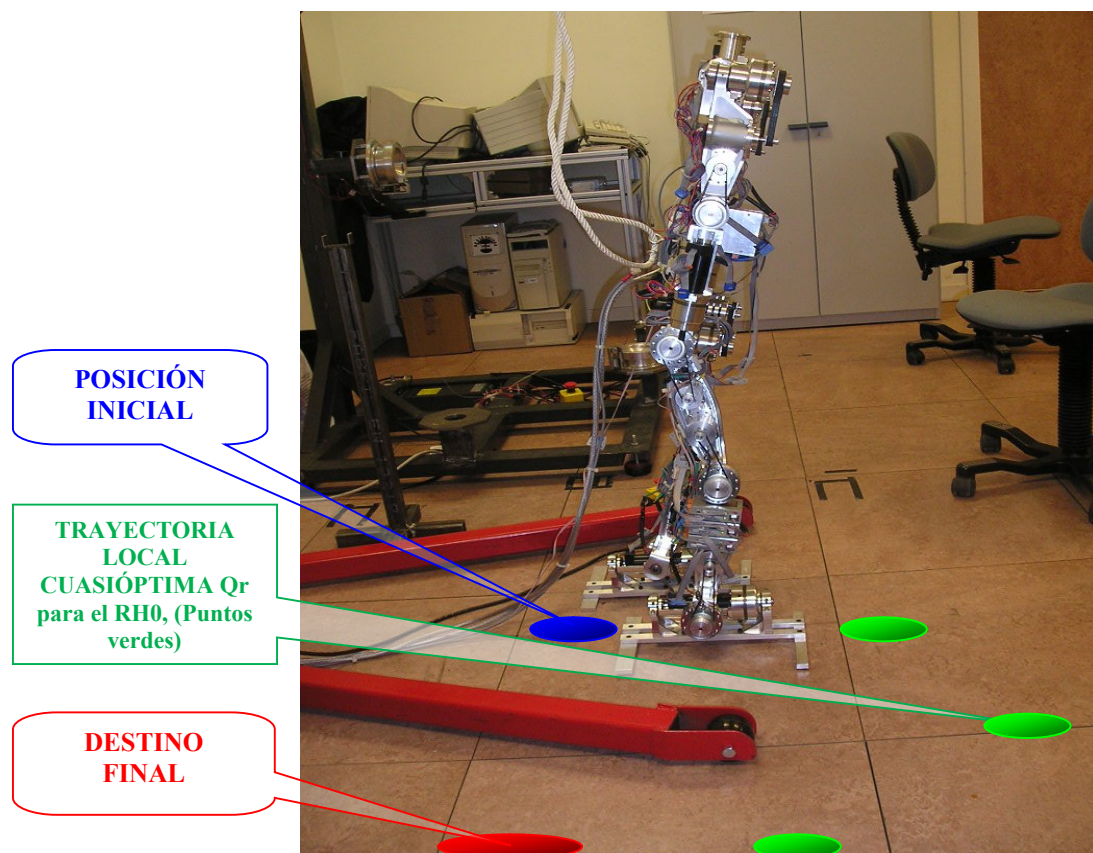 POSICIÓN
INICIAL
TRAYECTORIA
LOCAL
CUASIÓPTIMA Qr
para el RH0, (Puntos
verdes)
DESTINO
FINAL